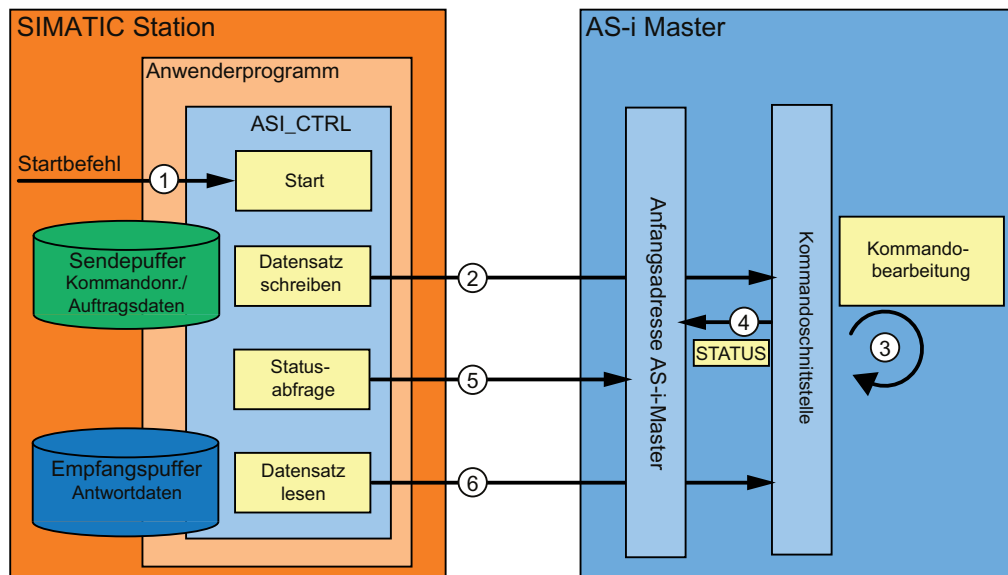 SIMATIC Station
AS-i Master
Anwenderprogramm
ASI_CTRL
Startbefehl
1
Start
Sendepuffer
Kommandonr./
Auftragsdaten
Datensatz
schreiben
2
Anfangsadresse AS-i-Master
Kommandoschnittstelle
Kommando-
bearbeitung
4
STATUS
3
Status-
abfrage
5
Empfangspuffer
Antwortdaten
Datensatz
lesen
6